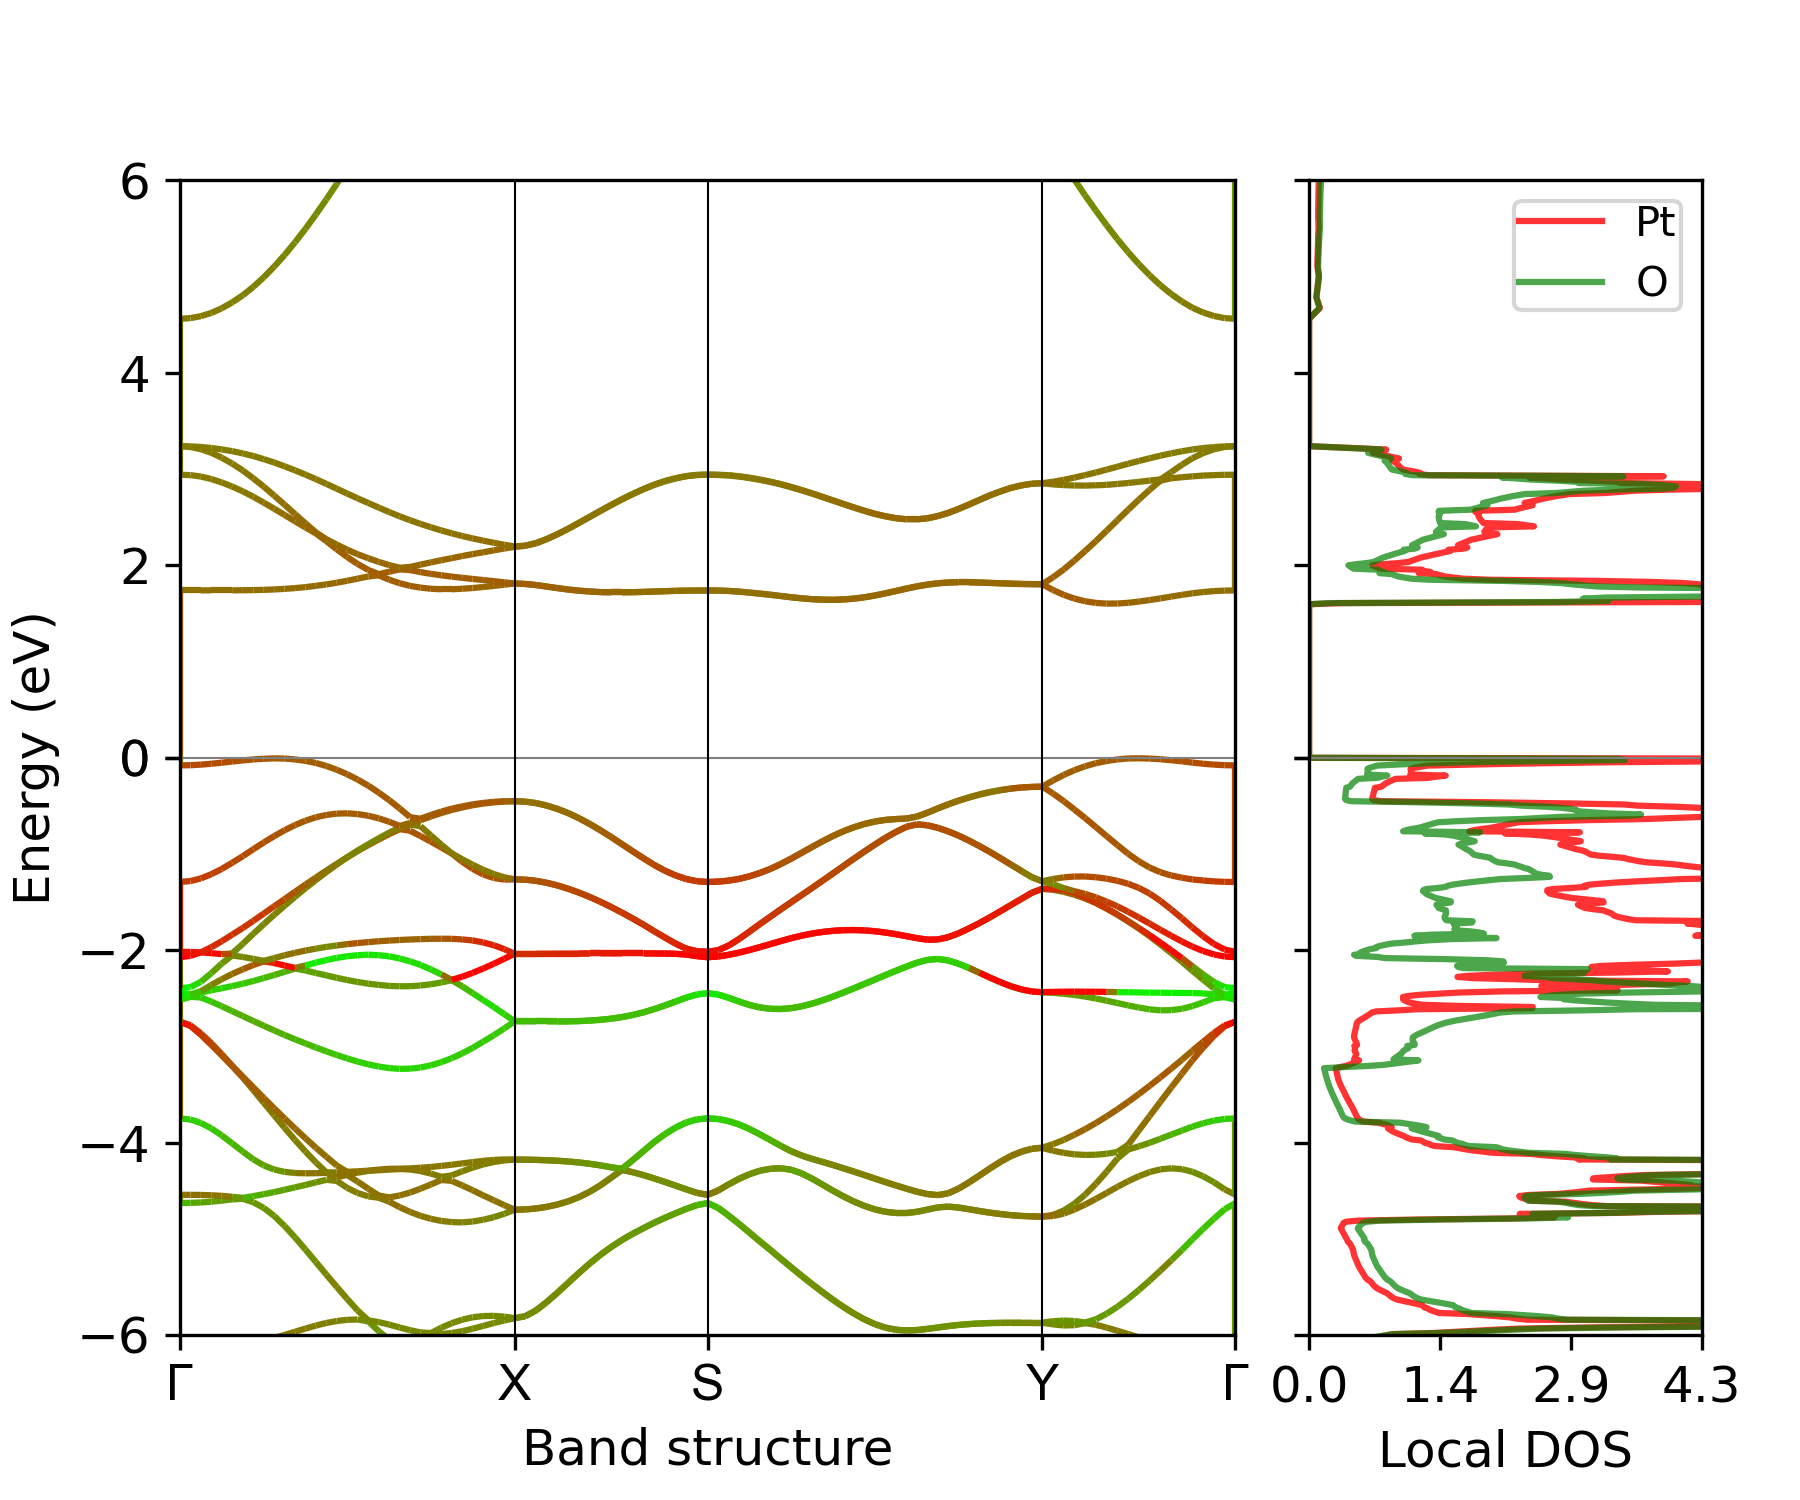 6
4
2
0
−2
−4
−6
Energy (eV)
Γ
X
S
Y
Γ
Band structure
Pt
O
0.0
1.4
2.9
4.3
Local DOS